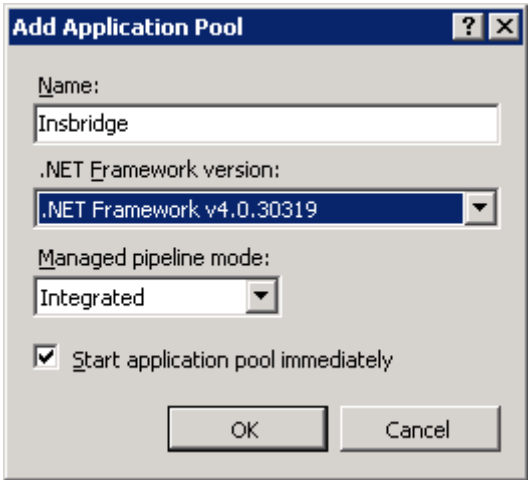 Add Application Pool
Name:
Insbridge
.NET Framework version:
.NET Framework v4.0.30319
Managed pipeline mode:
Integrated
Start application pool immediately
OK Cancel